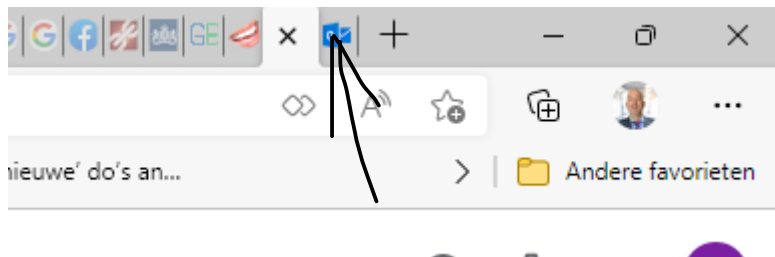 G GE
A
nieuwe’ do’s an...
Andere favorieten